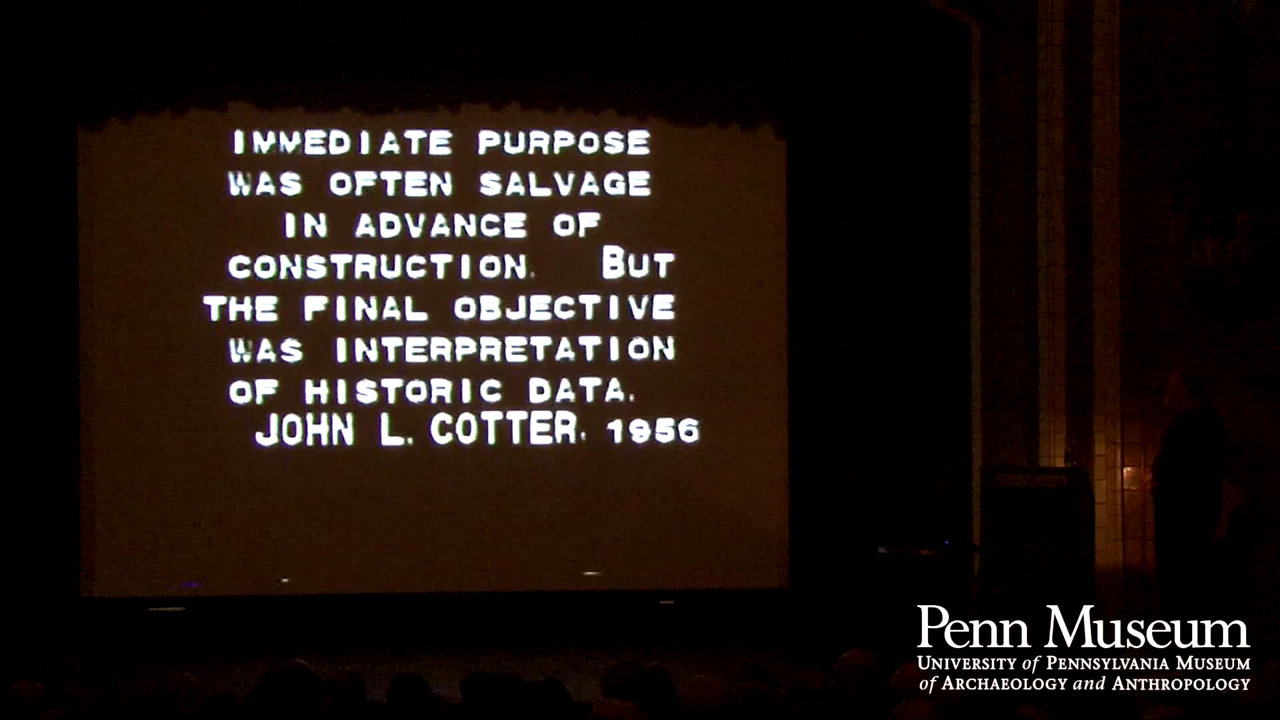 IMMEDIATE PURPOSE
WAS OFTEN SALVAGE
IN ADVANCE OF
CONSTRUCTION. BUT
THE FINAL OBJECTIVE
WAS INTERPRETATION
OF HISTORIC DATA.
JOHN L. COTTER. 1956
Penn Museum
UNIVERSITY of PENNSYLVANIA MUSEUM
of ARCHAEOLOGY and ANTHROPOLOGY